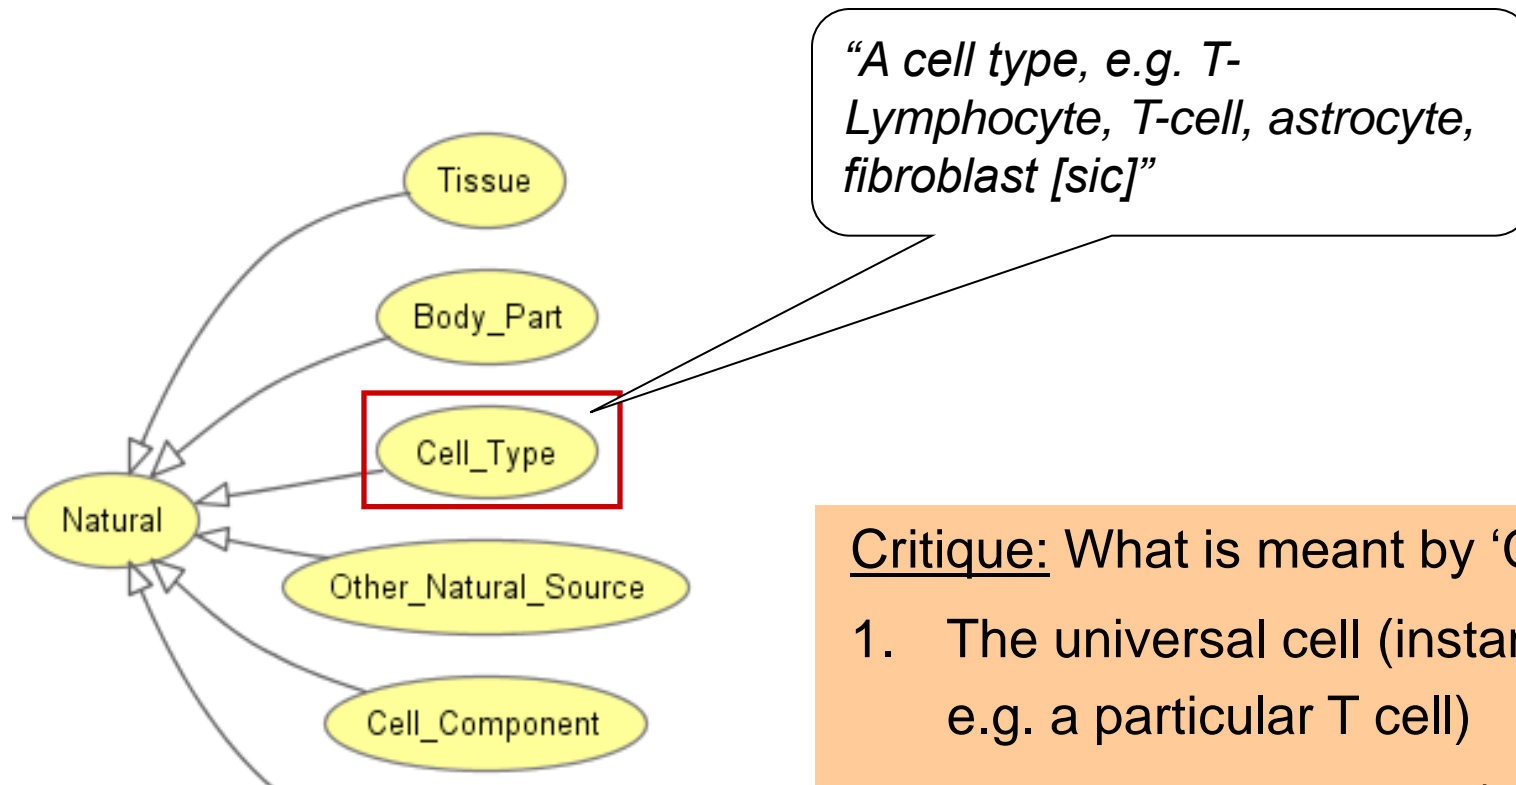 “A cell type, e.g. T-
Lymphocyte, T-cell, astrocyte,
fibroblast [sic]”
Tissue
Body_Part
Cell_Type
Natural
Other_Natural_Source
Cell_Component
Critique: What is meant by
1. The universal cell
e.g. a particular T cell)